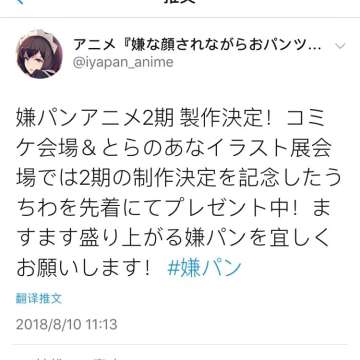 アニメ『嫌な顔されながらおパンツ...
@iyapan_anime
嫌パンアニメ2期 製作決定！コミ
ケ会場＆とらのあなイラスト展会
場では2期の制作決定を記念したう
ちわを先着にてプレゼント中！ま
すます盛り上がる嫌パンを宜しく
お願いします！ #嫌パン
翻译推文
2018/8/10 11:13